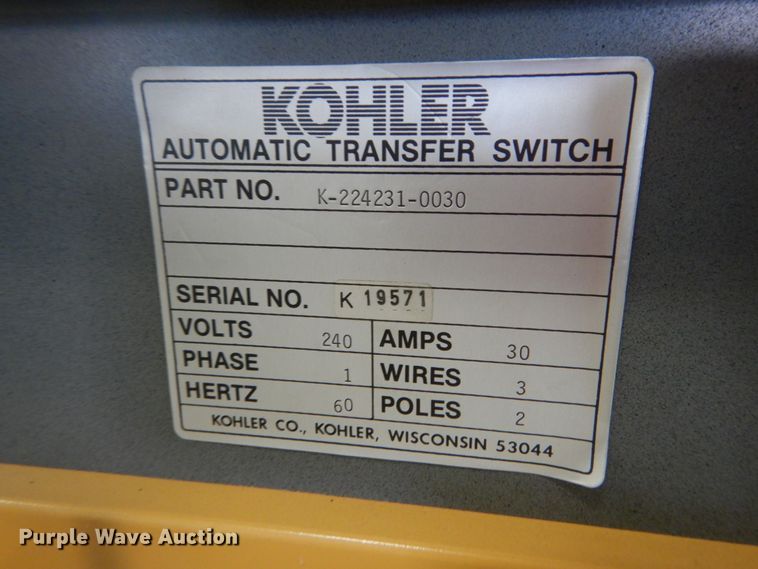 KOHLER
AUTOMATIC TRANSFER SWITCH
PART NO. K-224231-0030
SERIAL NO. K 19571
VOLTS 240 AMPS 30
PHASE 1 WIRES 3
HERTZ 60 POLES 2
KOHLER CO., KOHLER, WISCONSIN 53044
Purple Wave Auction